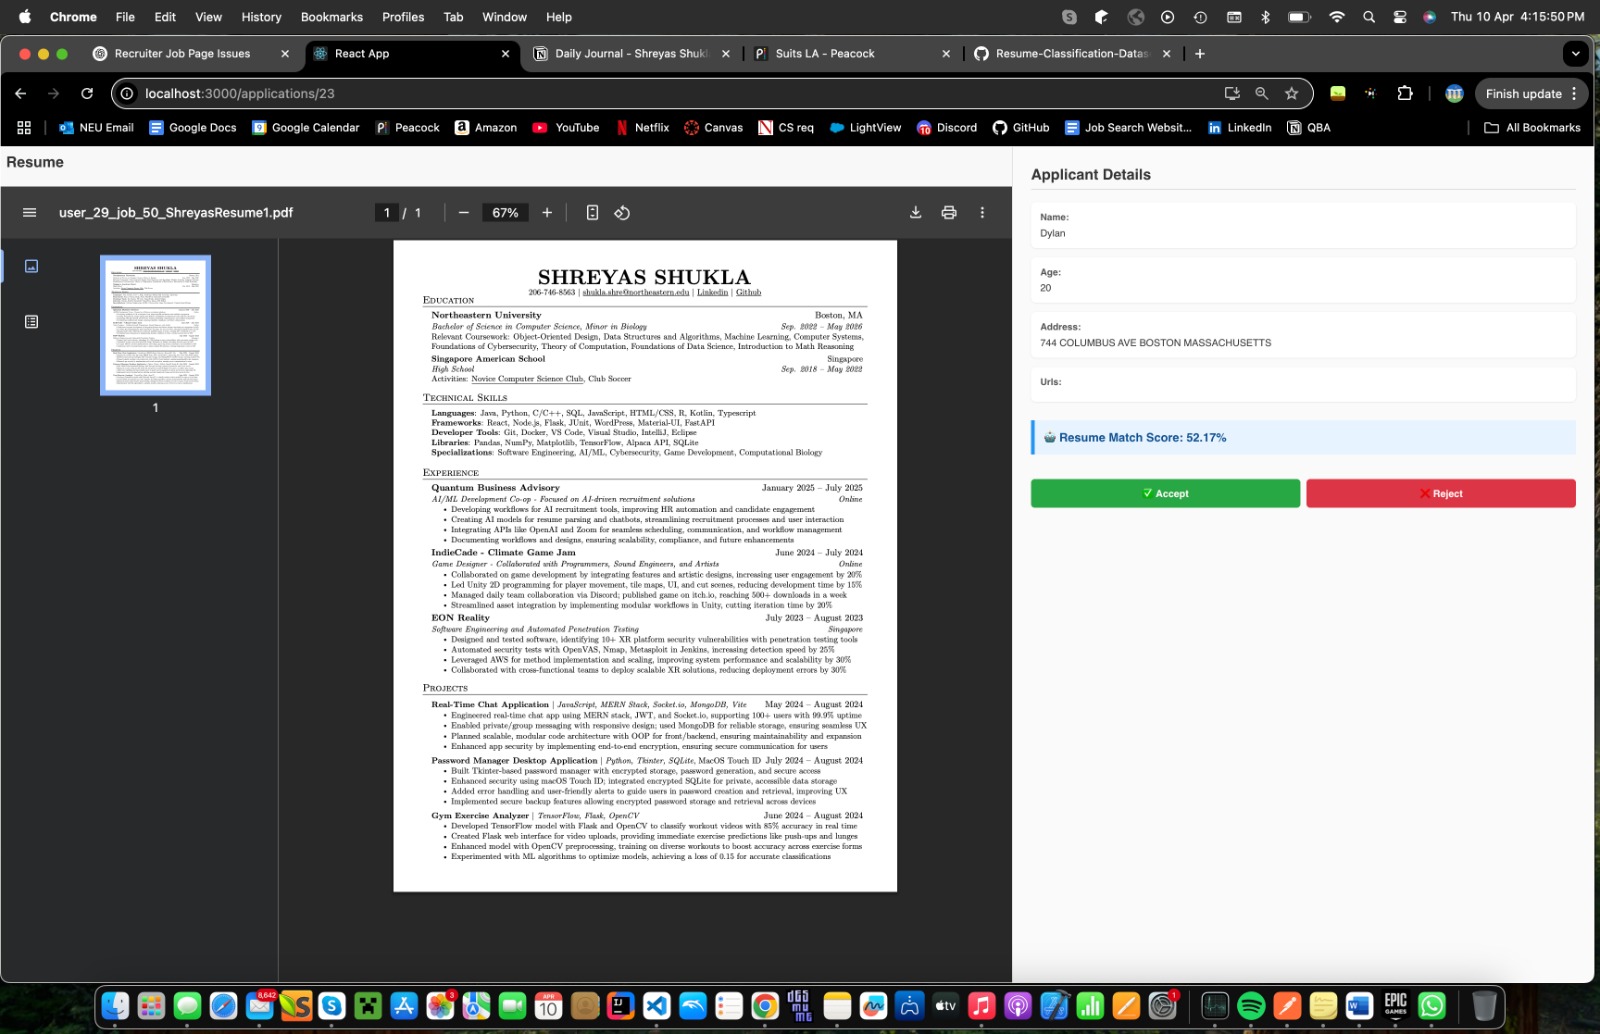 Chrome File Edit View History Bookmarks Profiles Tab Window Help Thu 10 Apr 4:15:50 PM
Recruiter Job Page Issues React App Daily Journal - Shreyas Shukl Suits LA - Peacock Resume-Classification-Datas
localhost:3000/applications/23 Finish update
NEU Email Google Docs Google Calendar Peacock Amazon YouTube Netflix Canvas CS req LightView Discord GitHub Job Search Websit... LinkedIn QBA All Bookmarks
Resume
user_29_job_50_ShreyasResume1.pdf 1 / 1 67%
1
SHREYAS SHUKLA
206-746-8563 | shukla.shre@northeastern.edu | Linkedin | Github
EDUCATION
Northeastern University Boston, MA
Bachelor of Science in Computer Science, Minor in Biology Sep. 2022 – May 2026
Relevant Coursework: Object-Oriented Design, Data Structures and Algorithms, Machine Learning, Computer Systems,
Foundations of Cybersecurity, Theory of Computation, Foundations of Data Science, Introduction to Math Reasoning
Singapore American School Singapore
High School Sep. 2018 – May 2022
Activities: Novice Computer Science Club, Club Soccer
TECHNICAL SKILLS
Languages: Java, Python, C/C++, SQL, JavaScript, HTML/CSS, R, Kotlin, Typescript
Frameworks: React, Node.js, Flask, JUnit, WordPress, Material-UI, FastAPI
Developer Tools: Git, Docker, VS Code, Visual Studio, IntelliJ, Eclipse
Libraries: Pandas, NumPy, Matplotlib, TensorFlow, Alpaca API, SQLite
Specializations: Software Engineering, AI/ML, Cybersecurity, Game Development, Computational Biology
EXPERIENCE
Quantum Business Advisory January 2025 – July 2025
AI/ML Development Co-op - Focused on AI-driven recruitment solutions Online
• Developing workflows for AI recruitment tools, improving HR automation and candidate engagement
• Creating AI models for resume parsing and chatbots, streamlining recruitment processes and user interaction
• Integrating APIs like OpenAI and Zoom for seamless scheduling, communication, and workflow management
• Documenting workflows and designs, ensuring scalability, compliance, and future enhancements
IndieCade - Climate Game Jam June 2024 – July 2024
Game Designer - Collaborated with Programmers, Sound Engineers, and Artists Online
• Collaborated on game development by integrating features and artistic designs, increasing user engagement by 20%
• Led Unity 2D programming for player movement, tile maps, UI, and cut scenes, reducing development time by 15%
• Managed daily team collaboration via Discord; published game on itch.io, reaching 500+ downloads in a week
• Streamlined asset integration by implementing modular workflows in Unity, cutting iteration time by 20%
EON Reality July 2023 – August 2023
Software Engineering and Automated Penetration Testing Singapore
• Designed and tested software, identifying 10+ XR platform security vulnerabilities with penetration testing tools
• Automated security tests with OpenVAS, Nmap, Metasploit in Jenkins, increasing detection speed by 25%
• Leveraged AWS for method implementation and scaling, improving system performance and scalability by 30%
• Collaborated with cross-functional teams to deploy scalable XR solutions, reducing deployment errors by 30%
PROJECTS
Real-Time Chat Application | JavaScript, MERN Stack, Socket.io, MongoDB, Vite May 2024 – August 2024
• Engineered real-time chat app using MERN stack, JWT, and Socket.io, supporting 100+ users with 99.9% uptime
• Enabled private/group messaging with responsive design; used MongoDB for reliable storage, ensuring seamless UX
• Planned scalable, modular code architecture with OOP for front/backend, ensuring maintainability and expansion
• Enhanced app security by implementing end-to-end encryption, ensuring secure communication for users
Password Manager Desktop Application | Python, Tkinter, SQLite, MacOS Touch ID July 2024 – August 2024
• Built Tkinter-based password manager with encrypted storage, password generation, and secure access
• Enhanced security using macOS Touch ID; integrated encrypted SQLite for private, accessible data storage
• Added error handling and user-friendly alerts to guide users in password creation and retrieval, improving UX
• Implemented secure backup features allowing encrypted password storage and retrieval across devices
Gym Exercise Analyzer | TensorFlow, Flask, OpenCV June 2024 – August 2024
• Developed TensorFlow model with Flask and OpenCV to classify workout videos with 85% accuracy in real time
• Created Flask web interface for video uploads, providing immediate exercise predictions like push-ups and lunges
• Enhanced model with OpenCV preprocessing, training on diverse workouts to boost accuracy across exercise forms
• Experimented with ML algorithms to optimize models, achieving a loss of 0.15 for accurate classifications
Applicant Details
Name:
Dylan
Age:
20
Address:
744 COLUMBUS AVE BOSTON MASSACHUSETTS
Urls:
Resume Match Score: 52.17%
Accept Reject
8,642 3 APR 10 tv 1 EPIC GAMES